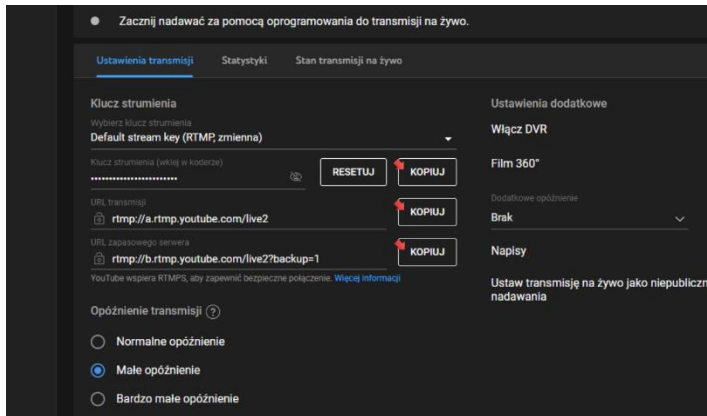 Zacznij nadawać za pomocą oprogramowania do transmisji na żywo.
Ustawienia transmisji
Statystyki
Stan transmisji na żywo
Klucz strumienia
Wybierz klucz strumienia
Default stream key (RTMP, zmienna)
Klucz strumienia (wklej w koderze)
••••••••••••••••••••••••
RESETUJ
KOPIUJ
URL transmisji
rtmp://a.rtmp.youtube.com/live2
KOPIUJ
URL zapasowego serwera
rtmp://b.rtmp.youtube.com/live2?backup=1
KOPIUJ
YouTube wspiera RTMPS, aby zapewnić bezpieczne połączenie. Więcej informacji
Opóźnienie transmisji ?
Normalne opóźnienie
Małe opóźnienie
Bardzo małe opóźnienie
Ustawienia dodatkowe
Włącz DVR
Film 360°
Dodatkowe opóźnienie
Brak
Napisy
Ustaw transmisję na żywo jako niepubliczn
nadawania